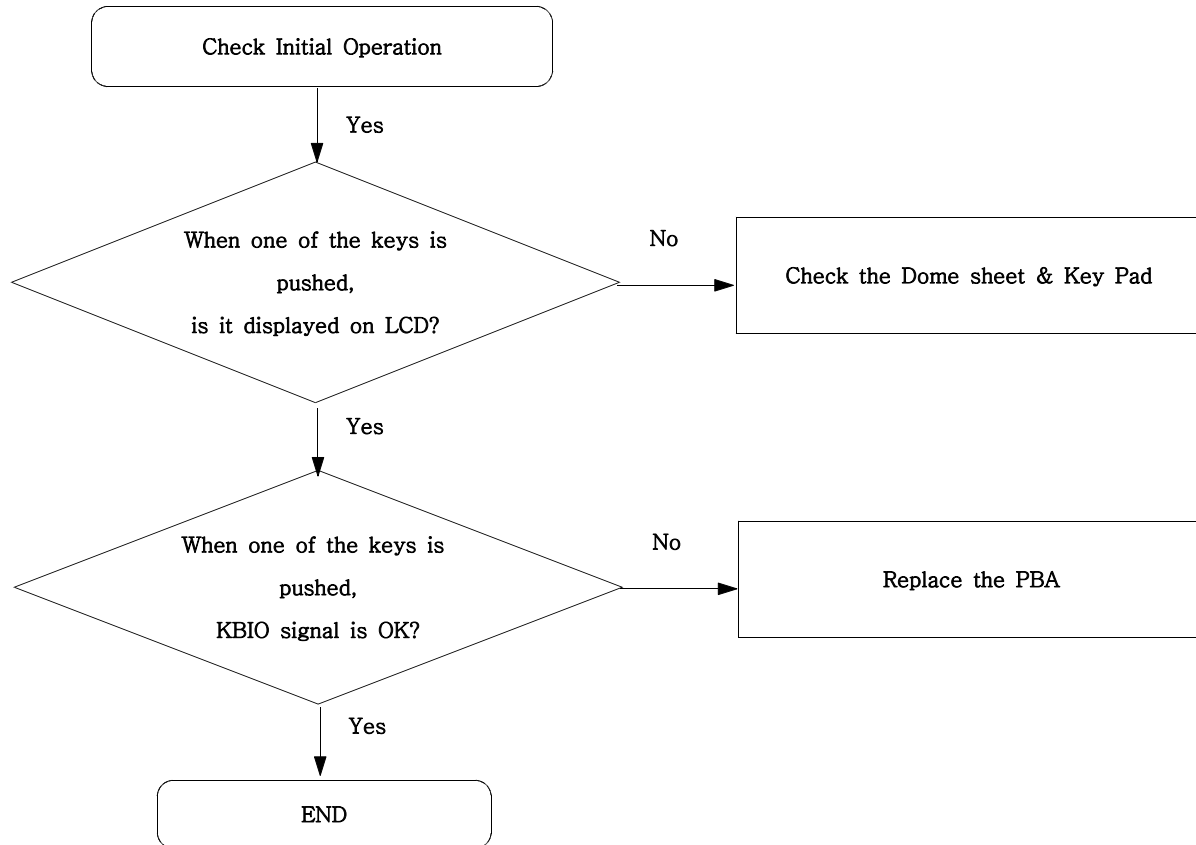 Check Initial Operation
Yes
When one of the keys is
pushed,
is it displayed on LCD?
No
Check the Dome sheet & Key Pad
Yes
When one of the keys is
pushed,
KBIO signal is OK?
No
Replace the PBA
Yes
END